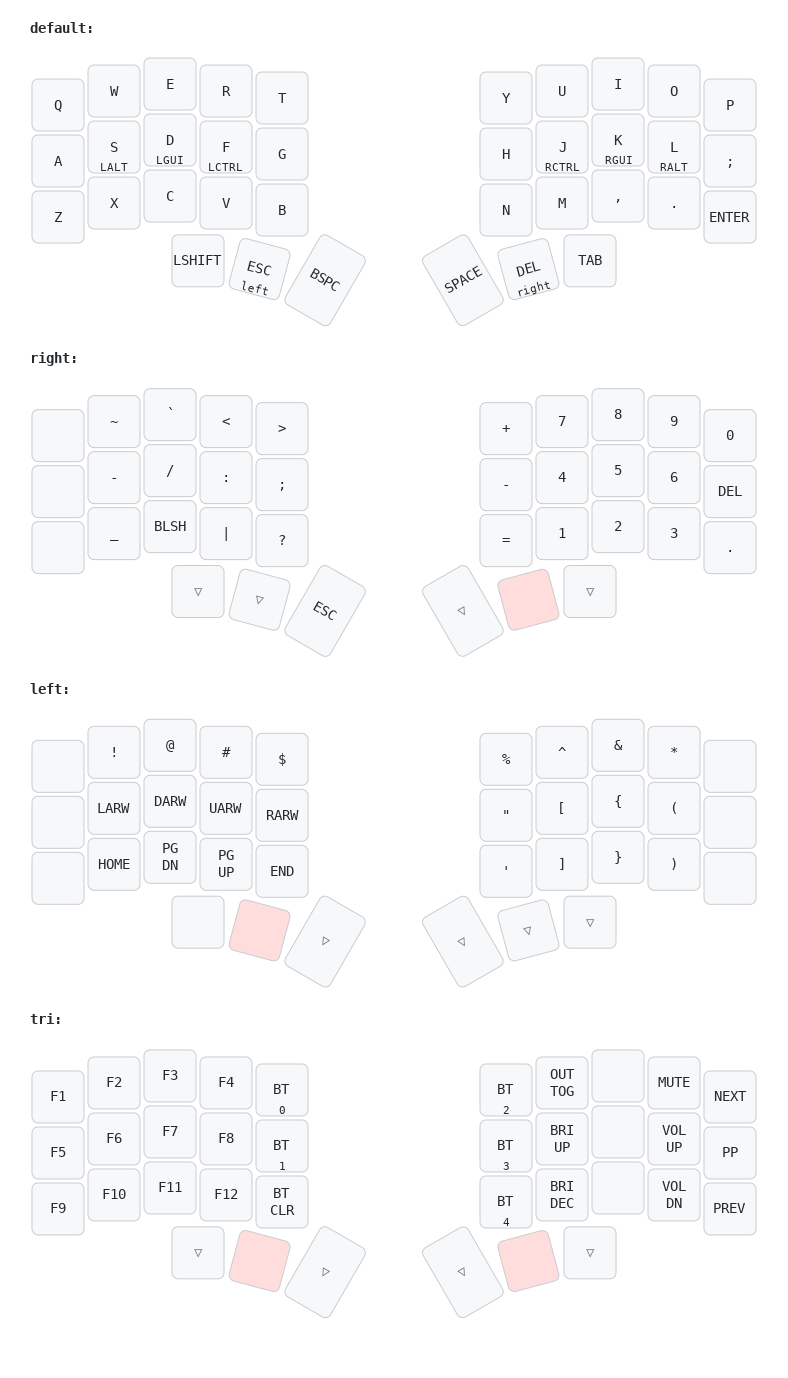 default:
Q W E R T Y U I O P
A S D F G H J K L ;
LALT LGUI LCTRL RCTRL RGUI RALT
Z X C V B N M , . ENTER
LSHIFT ESC BSPC SPACE DEL TAB
left right
right:
~ ` < > + 7 8 9 0
- / : ; - 4 5 6 DEL
_ BLSH | ? = 1 2 3 .
▽ ▽ ESC ◁ ▽
left:
! @ # $ % ^ & *
LARW DARW UARW RARW " [ { (
HOME PG DN PG UP END ' ] } )
▷ ◁ ▽ ▽
tri:
F1 F2 F3 F4 BT 0 BT 2 OUT TOG MUTE NEXT
F5 F6 F7 F8 BT 1 BT 3 BRI UP VOL UP PP
F9 F10 F11 F12 BT CLR BT 4 BRI DEC VOL DN PREV
▽ ▷ ◁ ▽